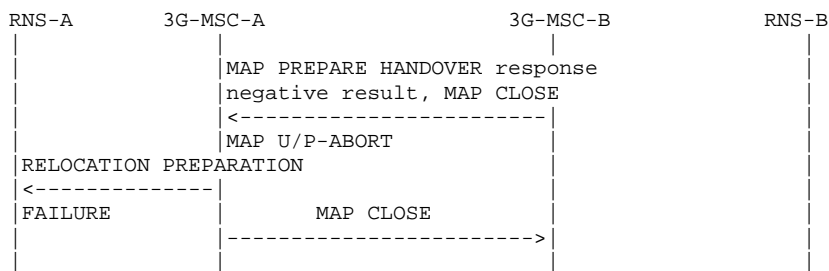 RNS-A 3G-MSC-A 3G-MSC-B RNS-B
MAP PREPARE HANDOVER response
negative result, MAP CLOSE
MAP U/P-ABORT
RELOCATION PREPARATION
FAILURE MAP CLOSE